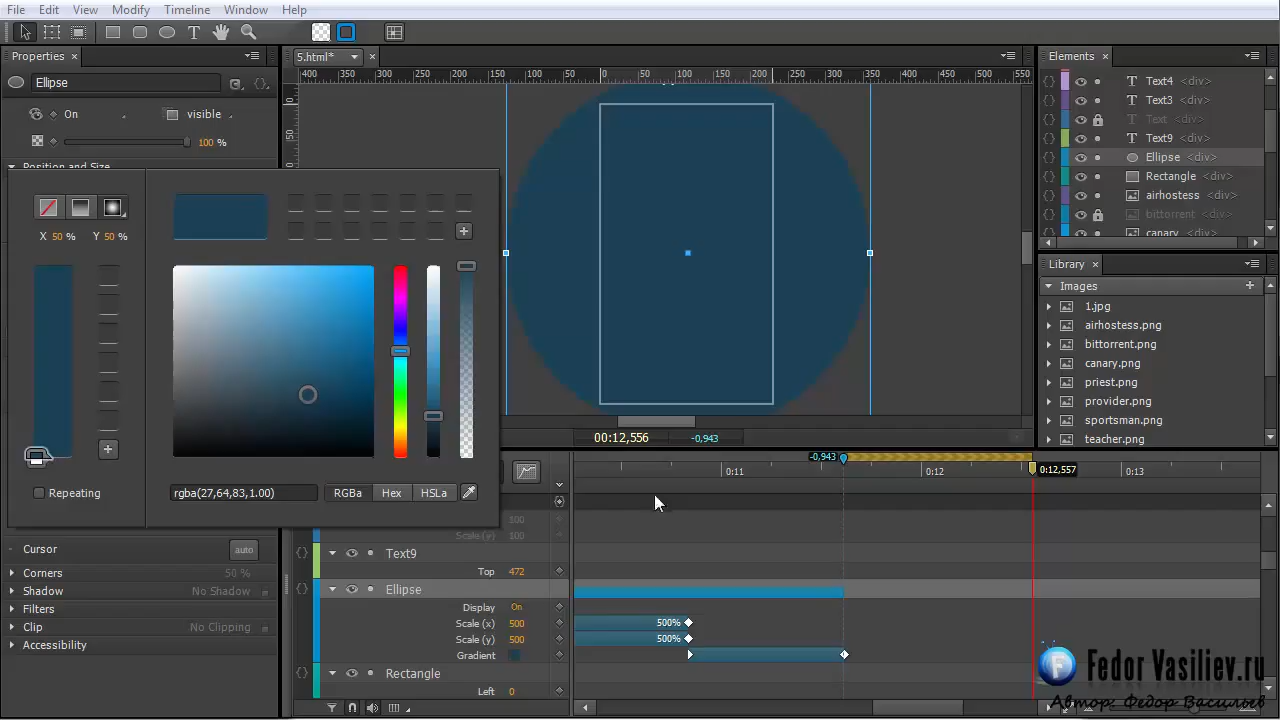 File Edit View Modify Timeline Window Help
Properties
5.html*
Elements
400 350 300 250 200 150 100 50 0 50 100 150 200 250 300 350 400 450 500 550
Ellipse
Text4 <div>
Text3 <div>
On
visible
Text <div>
100 %
Text9 <div>
Position and Size
Ellipse <div>
Rectangle <div>
airhostess <div>
bittorrent <div>
canary <div>
X 50 % Y 50 %
Library
Images
1.jpg
airhostess.png
bittorrent.png
canary.png
priest.png
provider.png
sportsman.png
teacher.png
00:12,556 -0,943
-0,943
0:11 0:12 0:12,557 0:13
Repeating
rgba(27,64,83,1.00)
RGBa Hex HSLa
100
Scale (y) 100
Cursor auto
Corners 50 %
Shadow No Shadow
Filters
Clip No Clipping
Accessibility
Text9
Top 472
Ellipse
Display On
Scale (x) 500 500%
Scale (y) 500 500%
Gradient
Rectangle
Left 0
Fedor Vasiliev.ru
Автор: Федор Васильев